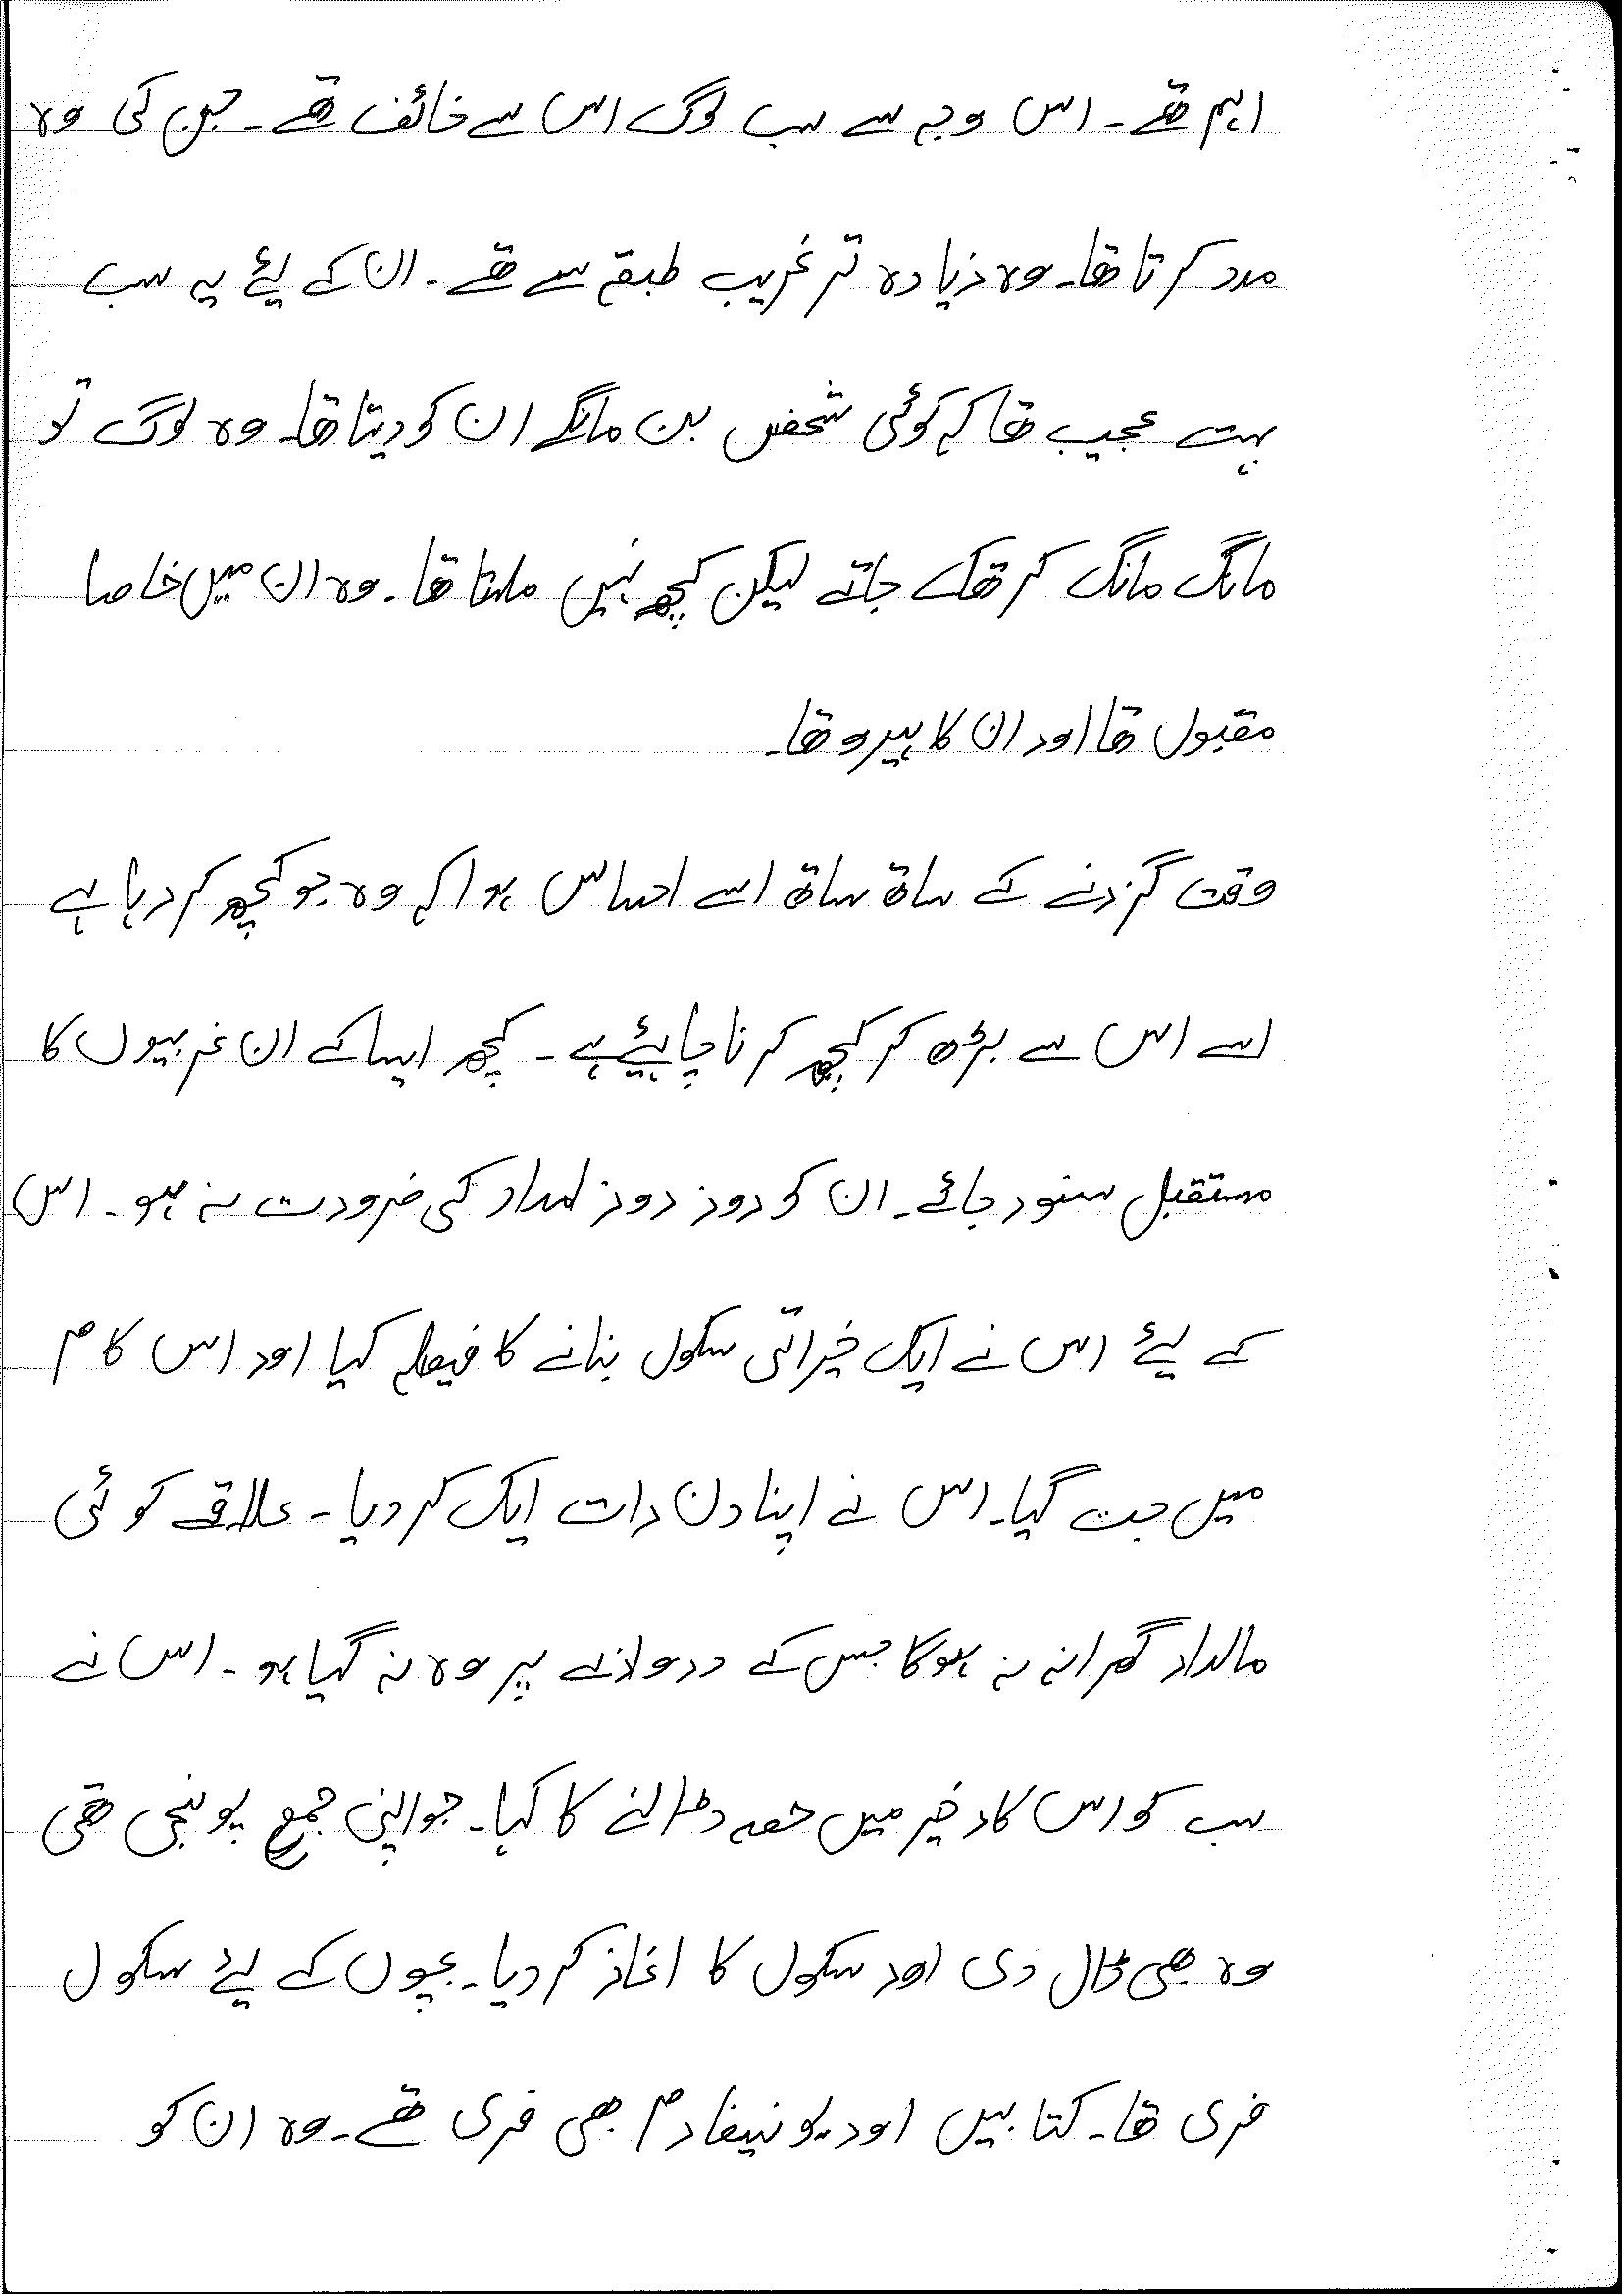 اہم تھے۔ اس وجہ سے سب لوگ اس سے خائف تھے۔ جن کی وہ
مدد کرتا تھا۔ وہ زیادہ تر غریب طبقہ سے تھے۔ ان کے لئے یہ سب
بہت عجیب تھا کہ کوئی شخص بن مانگے ان کو دیتا تھا۔ وہ لوگ تو
مانگ مانگ کر تھک جاتے لیکن کچھ نہیں ملتا تھا۔ وہ ان میں خاصا
مقبول تھا اور ان کا ہیرو تھا۔
وقت گزرنے کے ساتھ ساتھ اسے احساس ہوا کہ وہ جو کچھ کر رہا ہے
اسے اس سے بڑھ کر کچھ کرنا چاہیئے ہے۔ کچھ ایسا کے ان غریبوں کا
مستقبل سنور جائے۔ ان کو روز روز امداد کی ضرورت نہ ہو۔ اس
کے لئے اس نے ایک خیراتی سکول بنانے کا فیصلہ کیا اور اس کام
میں جت گیا۔ اس نے اپنا دن رات ایک کر دیا۔ علاقے کوئی
مالدار گھرانہ نہ ہوگا جس کے دروازے پر وہ نہ گیا ہو۔ اس نے
سب کو اس کار خیر میں حصہ ڈالنے کا کہا۔ جو اپنی جمع پونجی تھی
وہ بھی ڈال دی اور سکول کا اغاز کر دیا۔ بچوں کے لئے سکول
فری تھا۔ کتابیں اور یونیفارم بھی فری تھے۔ وہ ان کو